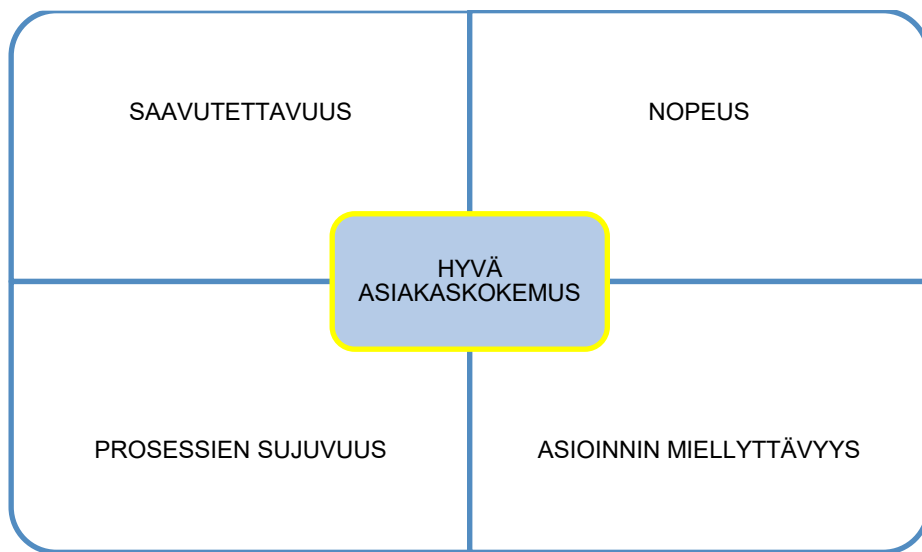 SAAVUTETTAVUUS
NOPEUS
HYVÄ
ASIAKASKOKEMUS
PROSESSIEN SUJUVUUS
ASIOINNIN MIELLYTTÄVYYS